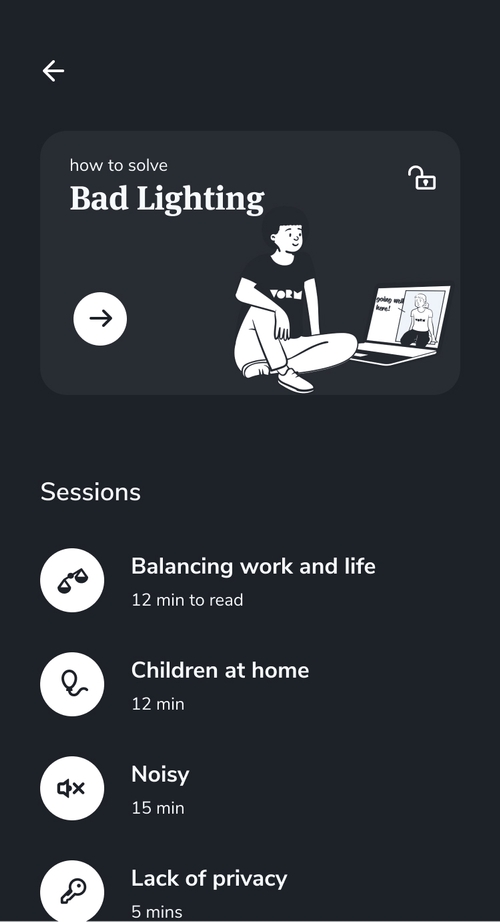 how to solve
Bad Lighting
VORM
going well
here!
VORM
Sessions
Balancing work and life
12 min to read
Children at home
12 min
Noisy
15 min
Lack of privacy
5 mins